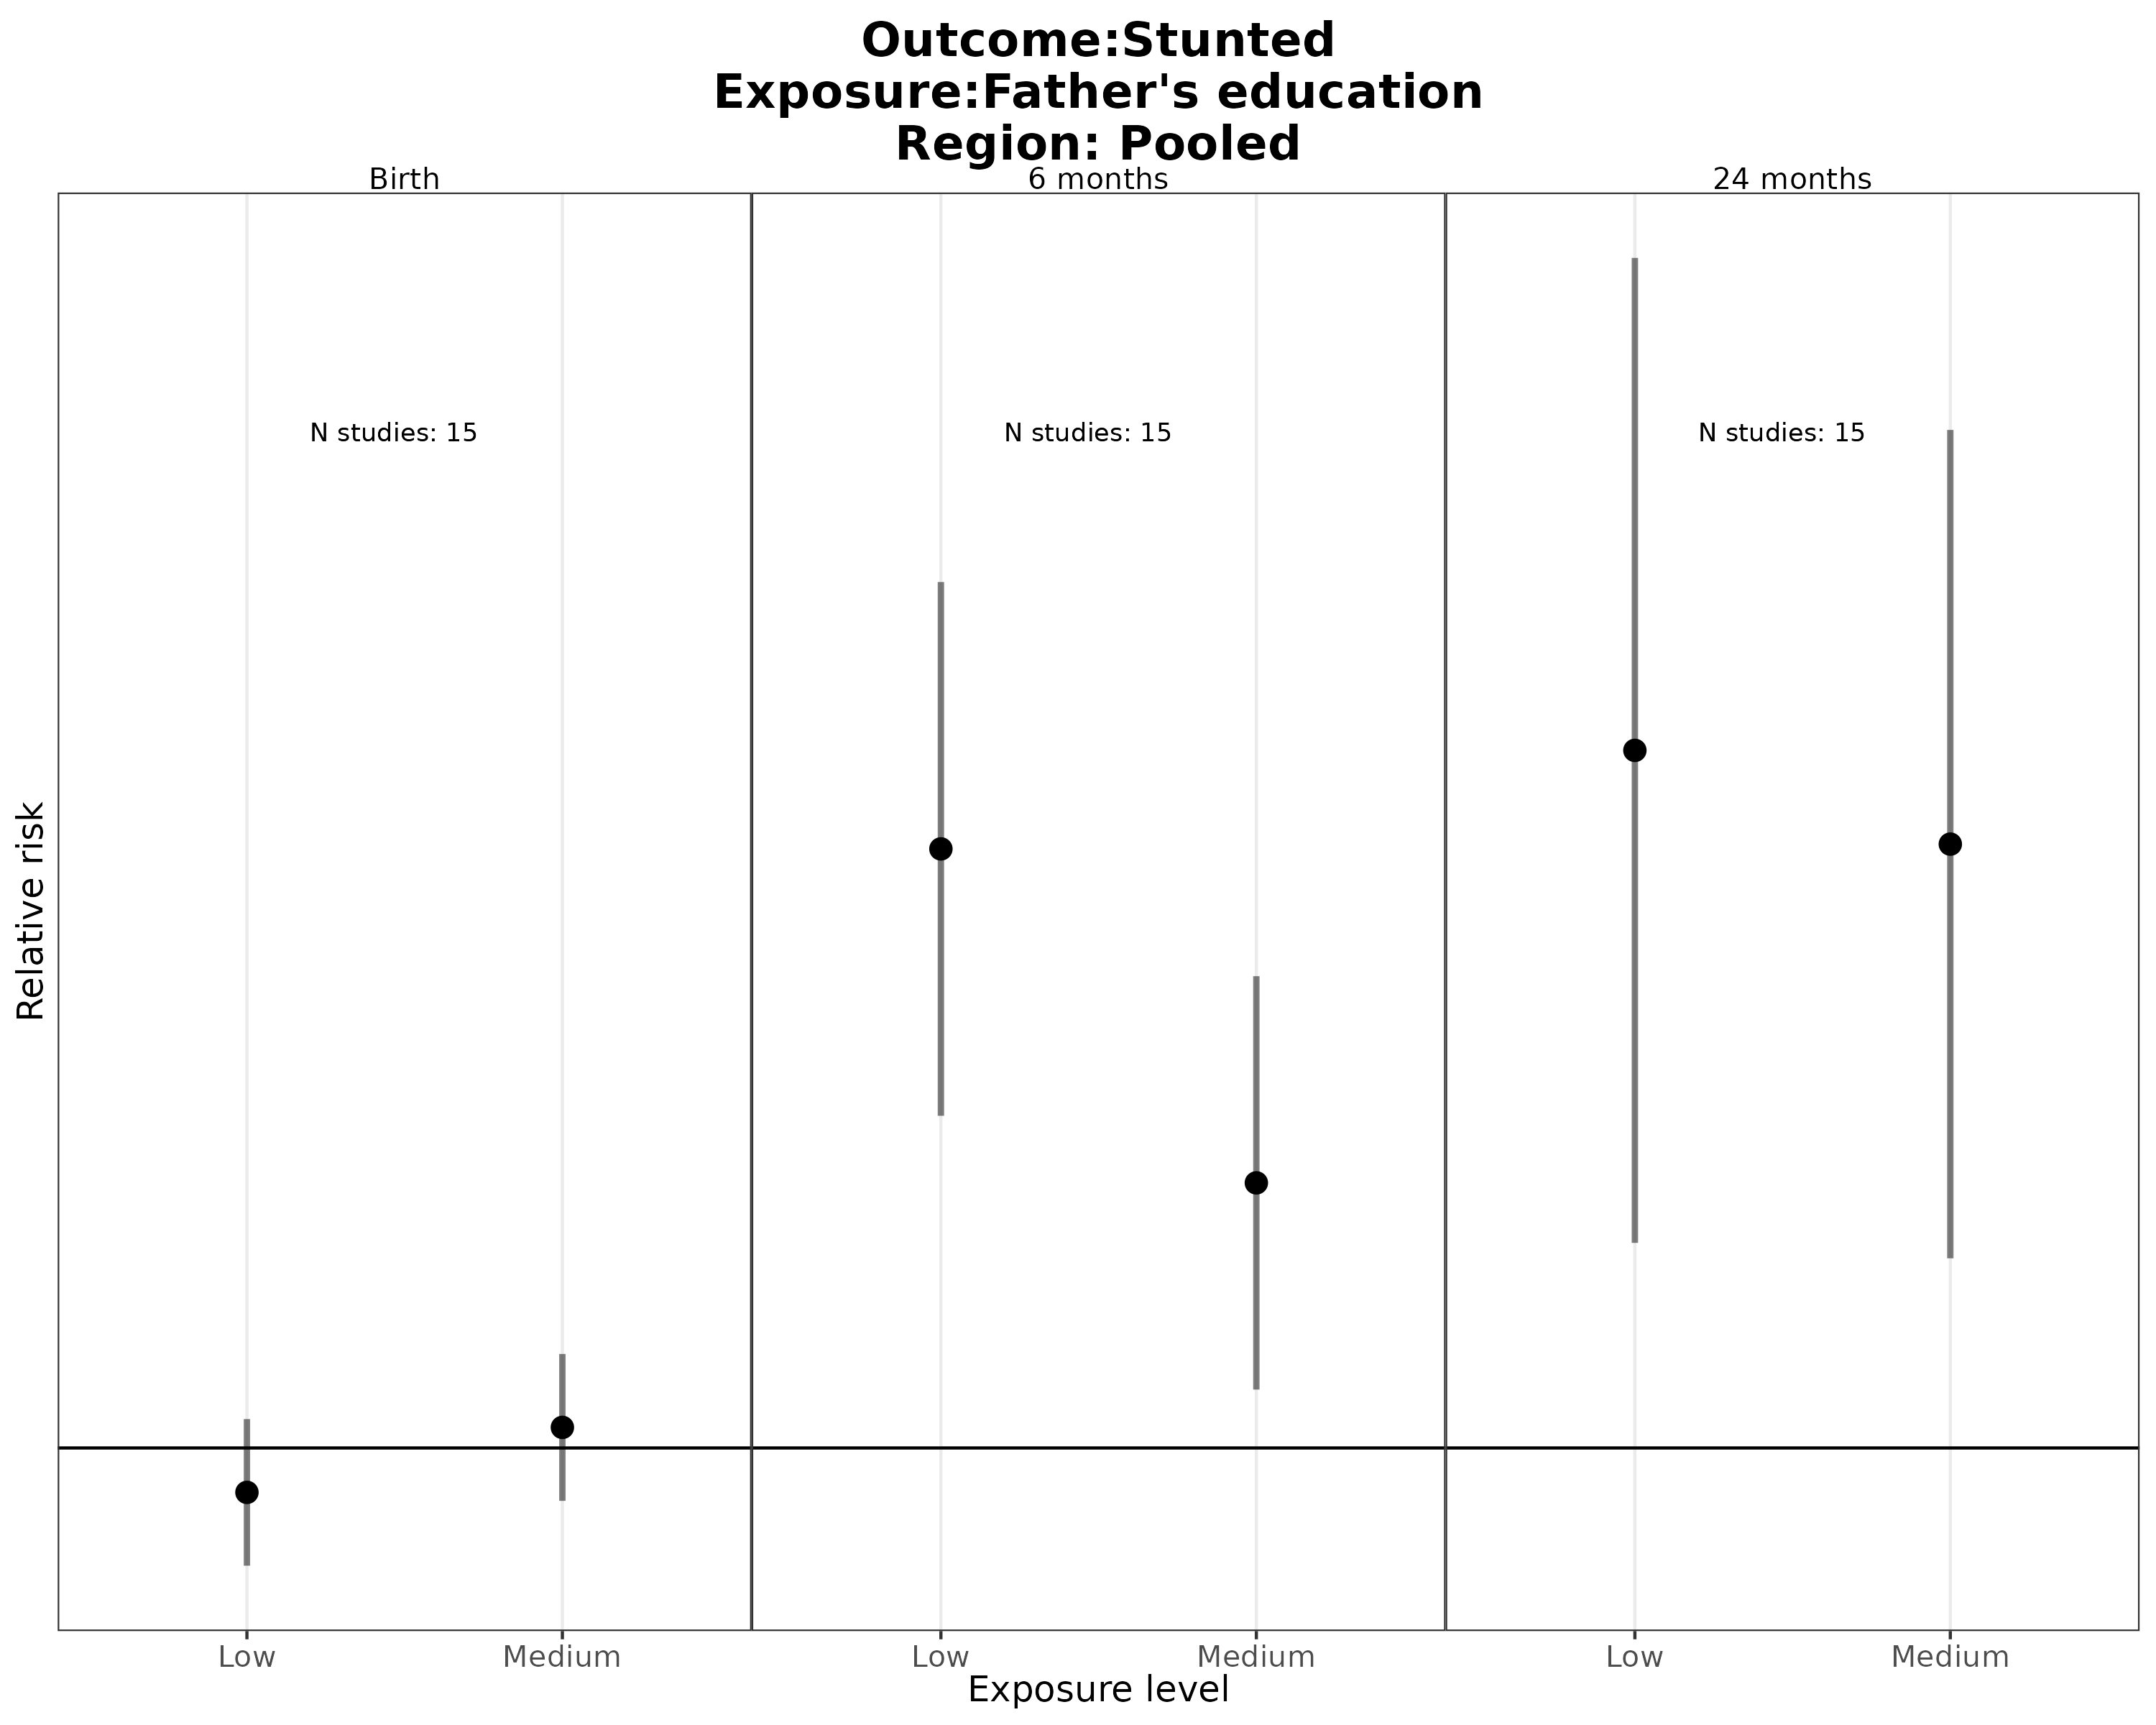 Outcome:Stunted
Exposure:Father's education
Region: Pooled
Birth
6 months
24 months
N studies: 15
N studies: 15
N studies: 15
Relative risk
Low
Medium
Low
Medium
Low
Medium
Exposure level